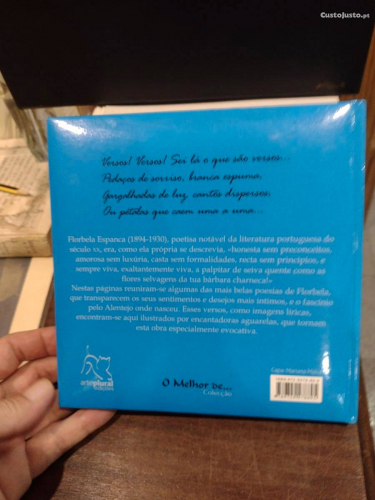 CustoJusto.pt
Versos! Versos! Sei lá o que são versos...
Pedaços de sorriso, branca espuma,
Gargalhadas de luz, cantos dispersos,
Ou pétalas que caem uma a uma...
Florbela Espanca (1894-1930), poetisa notável da literatura portuguesa do
século XX, era, como ela própria se descrevia, «honesta sem preconceitos,
amorosa sem luxúria, casta sem formalidades, recta sem princípios, e
sempre viva, exaltantemente viva, a palpitar de seiva quente como as
flores selvagens da tua bárbara charneca!»
Nestas páginas reuniram-se algumas das mais belas poesias de Florbela,
que transparecem os seus sentimentos e desejos mais íntimos, e o fascínio
pelo Alentejo onde nasceu. Esses versos, como imagens líricas,
encontram-se aqui ilustrados por encantadoras aguarelas, que tornam
esta obra especialmente evocativa.
arteplural
edições
O Melhor de...
Colecção
Capa: Mariana